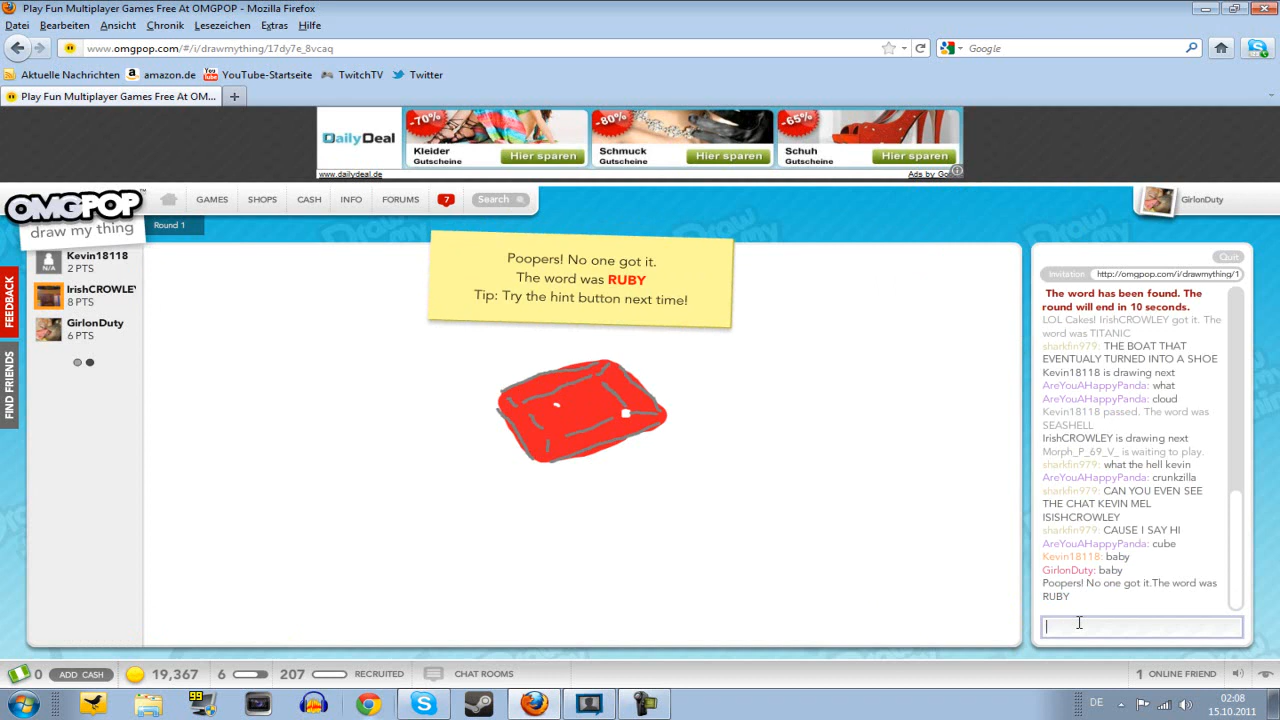 Play Fun Multiplayer Games Free At OMGPOP - Mozilla Firefox
Datei Bearbeiten Ansicht Chronik Lesezeichen Extras Hilfe
www.omgpop.com/#/i/drawmything/17dy7e_8vcaq
Google
Aktuelle Nachrichten amazon.de YouTube-Startseite TwitchTV Twitter
Play Fun Multiplayer Games Free At OM...
DailyDeal
-70%
Kleider
Gutscheine
Hier sparen
-80%
Schmuck
Gutscheine
Hier sparen
-65%
Schuh
Gutscheine
Hier sparen
www.dailydeal.de
Ads by Go
OMGPOP
draw my thing
GAMES SHOPS CASH INFO FORUMS 7 Search
GirlonDuty
Round 1
FEEDBACK
FIND FRIENDS
N/A
Kevin18118
2 PTS
IrishCROWLEY
8 PTS
GirlonDuty
6 PTS
Poopers! No one got it.
The word was RUBY
Tip: Try the hint button next time!
Quit
Invitation http://omgpop.com/i/drawmything/1
The word has been found. The
round will end in 10 seconds.
LOL Cakes! IrishCROWLEY got it. The
word was TITANIC
sharkfin979: THE BOAT THAT
EVENTUALY TURNED INTO A SHOE
Kevin18118 is drawing next
AreYouAHappyPanda: what
AreYouAHappyPanda: cloud
Kevin18118 passed. The word was
SEASHELL
IrishCROWLEY is drawing next
Morph_P_69_V_ is waiting to play.
sharkfin979: what the hell kevin
AreYouAHappyPanda: crunkzilla
sharkfin979: CAN YOU EVEN SEE
THE CHAT KEVIN MEL
ISISHCROWLEY
sharkfin979: CAUSE I SAY HI
AreYouAHappyPanda: cube
Kevin18118: baby
GirlonDuty: baby
Poopers! No one got it.The word was
RUBY
0 ADD CASH 19,367 6 207 RECRUITED CHAT ROOMS
1 ONLINE FRIEND
99
DE
02:08
15.10.2011